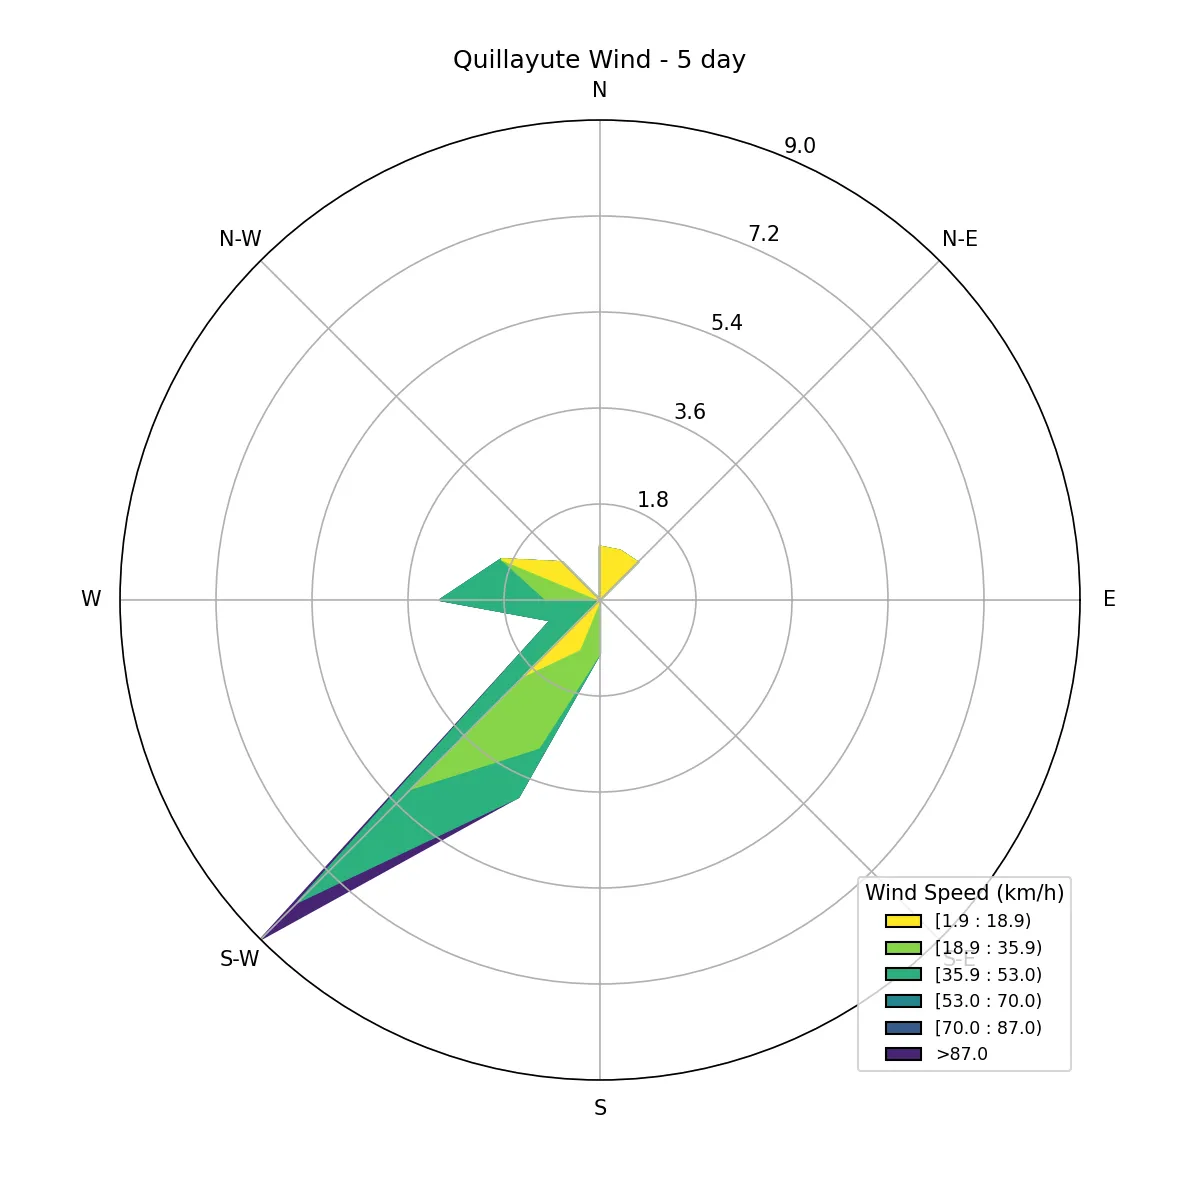 Quillayute Wind - 5 day
N
9.0
7.2
N-W
N-E
5.4
3.6
1.8
W
E
S-W
S-E
Wind Speed (km/h)
[1.9 : 18.9)
[18.9 : 35.9)
[35.9 : 53.0)
[53.0 : 70.0)
[70.0 : 87.0)
>87.0
S